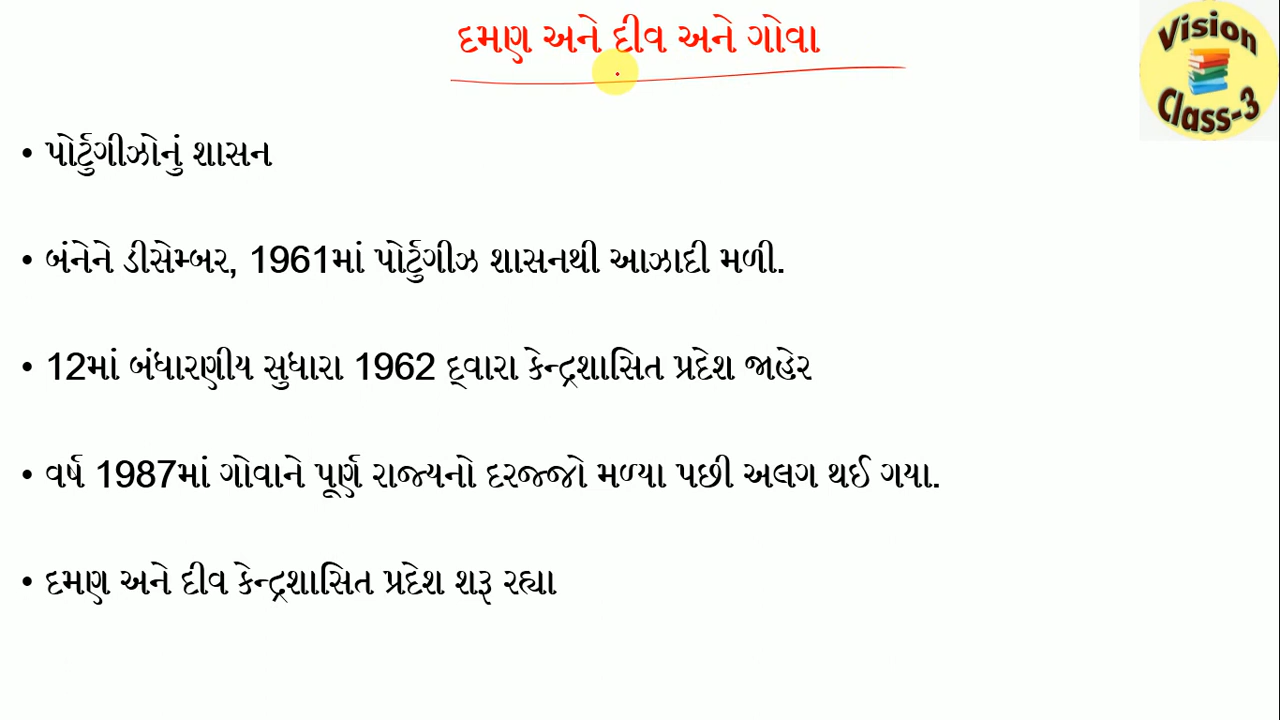 દમણ અને દીવ અને ગોવા
Vision
Class-3
• પોર્ટુગીઝોનું શાસન
• બંનેને ડીસેમ્બર, 1961માં પોર્ટુગીઝ શાસનથી આઝાદી મળી.
• 12માં બંધારણીય સુધારા 1962 દ્‌વારા કેન્દ્રશાસિત પ્રદેશ જાહેર
• વર્ષ 1987માં ગોવાને પૂર્ણ રાજ્યનો દરજ્જો મળ્યા પછી અલગ થઈ ગયા.
• દમણ અને દીવ કેન્દ્રશાસિત પ્રદેશ શરૂ રહ્યા